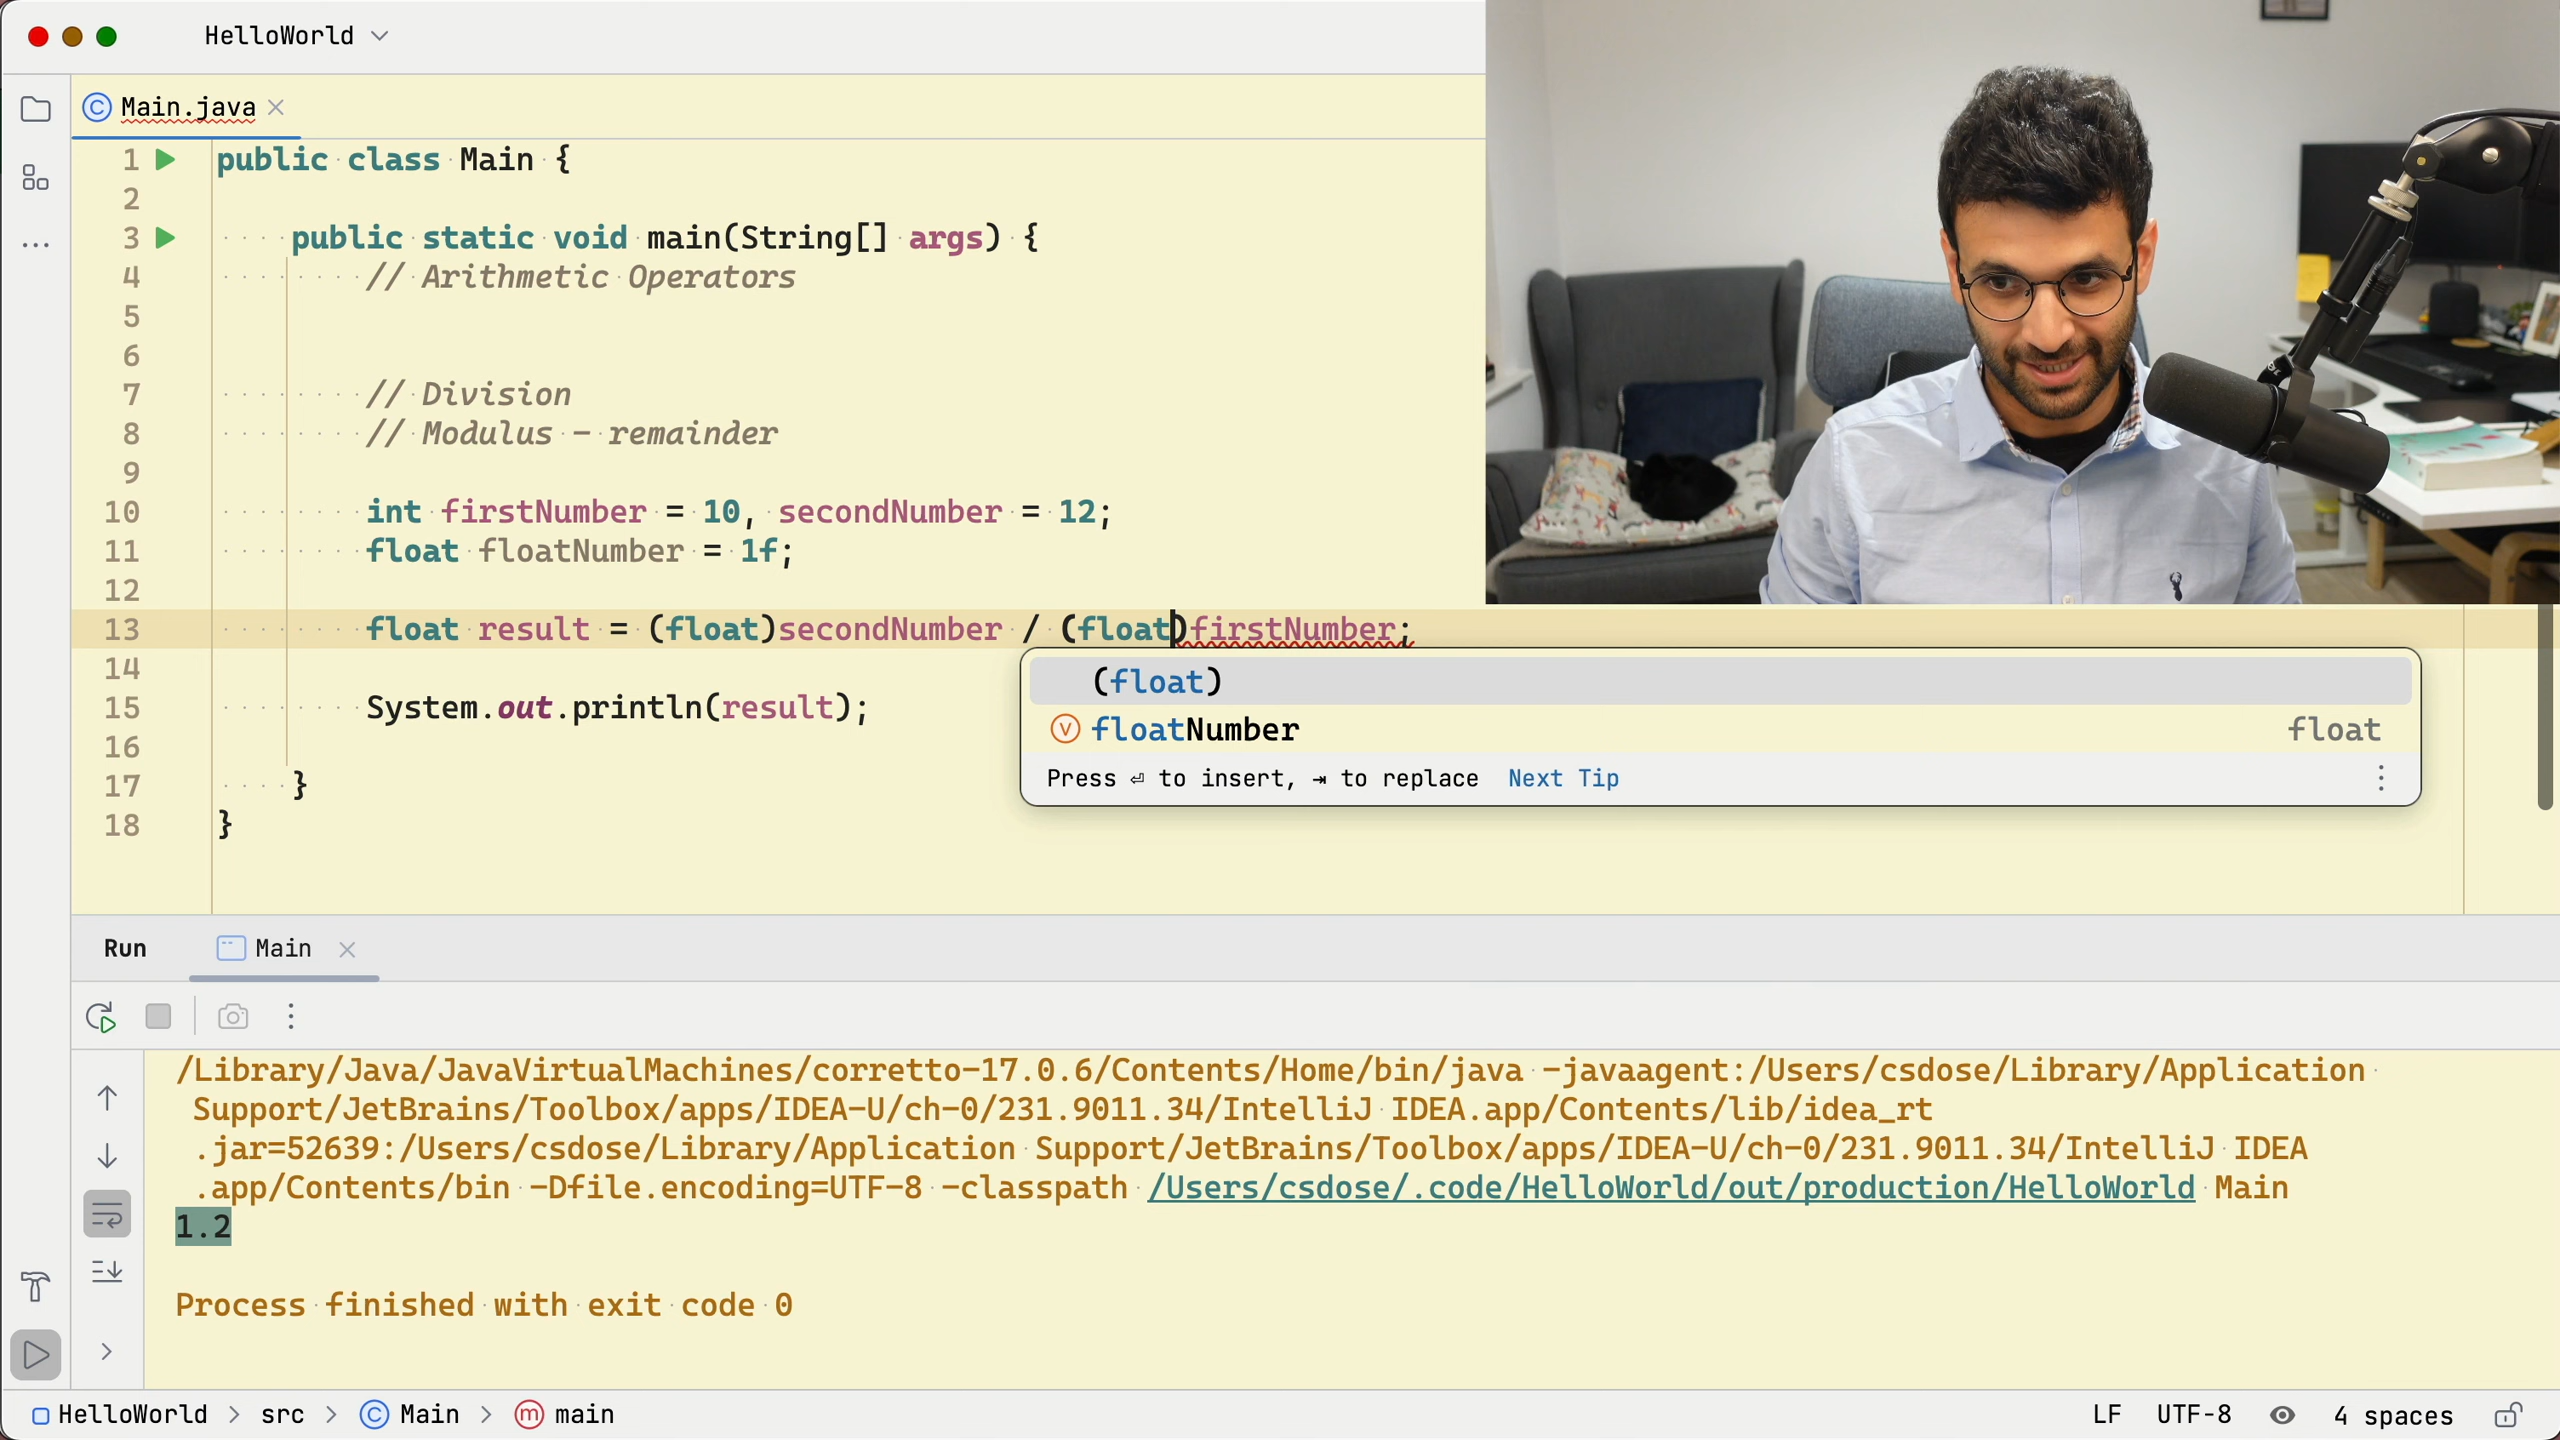 HelloWorld
Main.java
1 public class Main {
2
3 public static void main(String[] args) {
4 // Arithmetic Operators
5
6
7 // Division
8 // Modulus - remainder
9
10 int firstNumber = 10, secondNumber = 12;
11 float floatNumber = 1f;
12
13 float result = (float)secondNumber / (float)firstNumber;
14
15 System.out.println(result);
16
17 }
18 }
(float)
floatNumber float
Press ⏎ to insert, ⇥ to replace Next Tip
Run Main
/Library/Java/JavaVirtualMachines/corretto-17.0.6/Contents/Home/bin/java -javaagent:/Users/csdose/Library/Application
Support/JetBrains/Toolbox/apps/IDEA-U/ch-0/231.9011.34/IntelliJ IDEA.app/Contents/lib/idea_rt
.jar=52639:/Users/csdose/Library/Application Support/JetBrains/Toolbox/apps/IDEA-U/ch-0/231.9011.34/IntelliJ IDEA
.app/Contents/bin -Dfile.encoding=UTF-8 -classpath /Users/csdose/.code/HelloWorld/out/production/HelloWorld Main
1.2
Process finished with exit code 0
HelloWorld > src > Main > main LF UTF-8 4 spaces